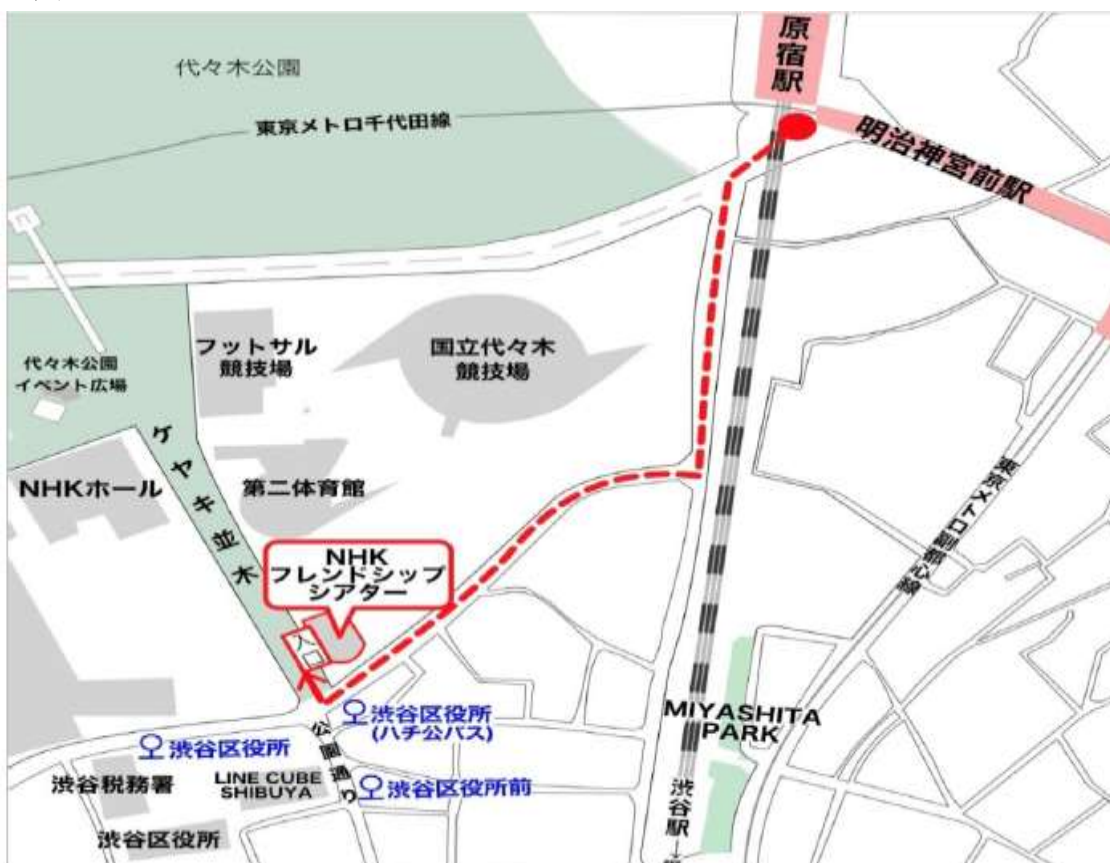 原宿駅
代々木公園
東京メトロ千代田線
明治神宮前駅
フットサル
競技場
国立代々木
競技場
代々木公園
イベント広場
ケヤキ並木
NHKホール
第二体育館
東京メトロ副都心線
NHK
フレンドシップ
シアター
入口
渋谷区役所
(ハチ公バス)
MIYASHITA
PARK
渋谷区役所
公園通り
渋谷税務署
LINE CUBE
SHIBUYA
渋谷区役所前
渋谷駅→
渋谷区役所